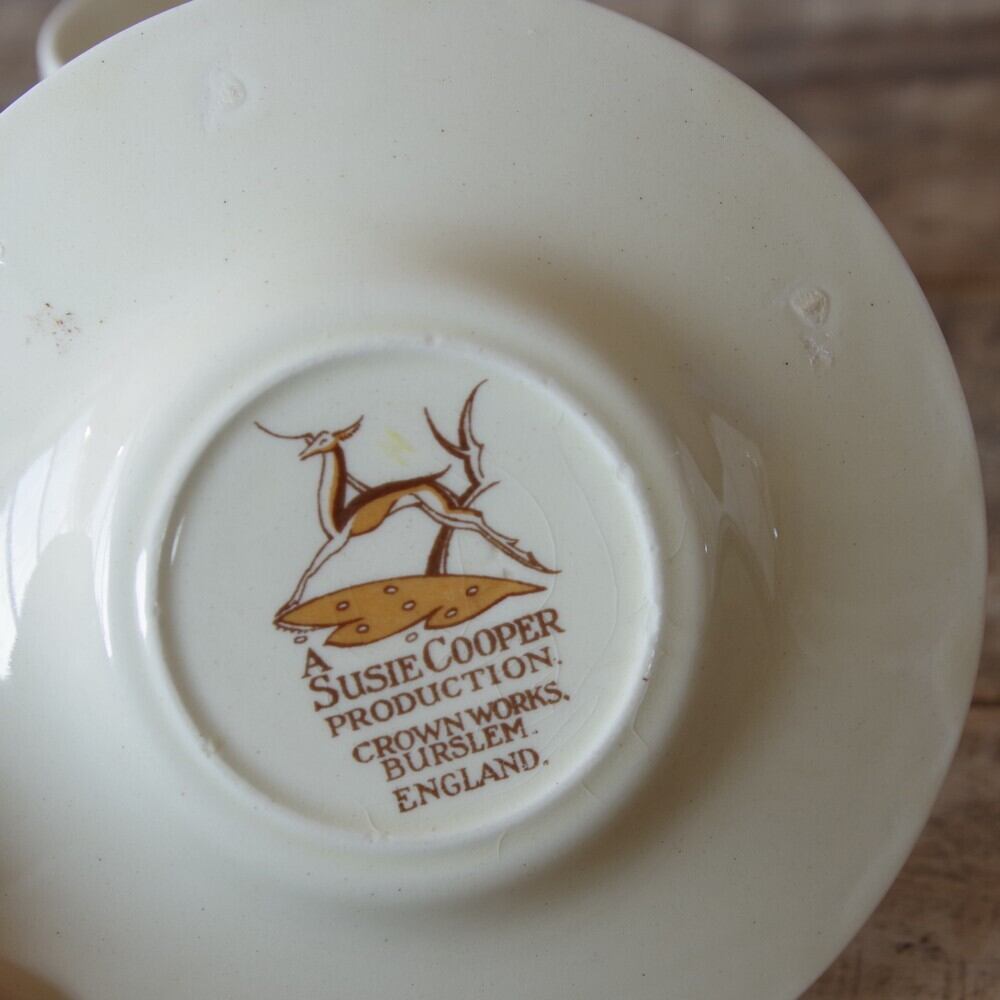 A
SUSIE COOPER
PRODUCTION.
CROWN WORKS,
BURSLEM.
ENGLAND.